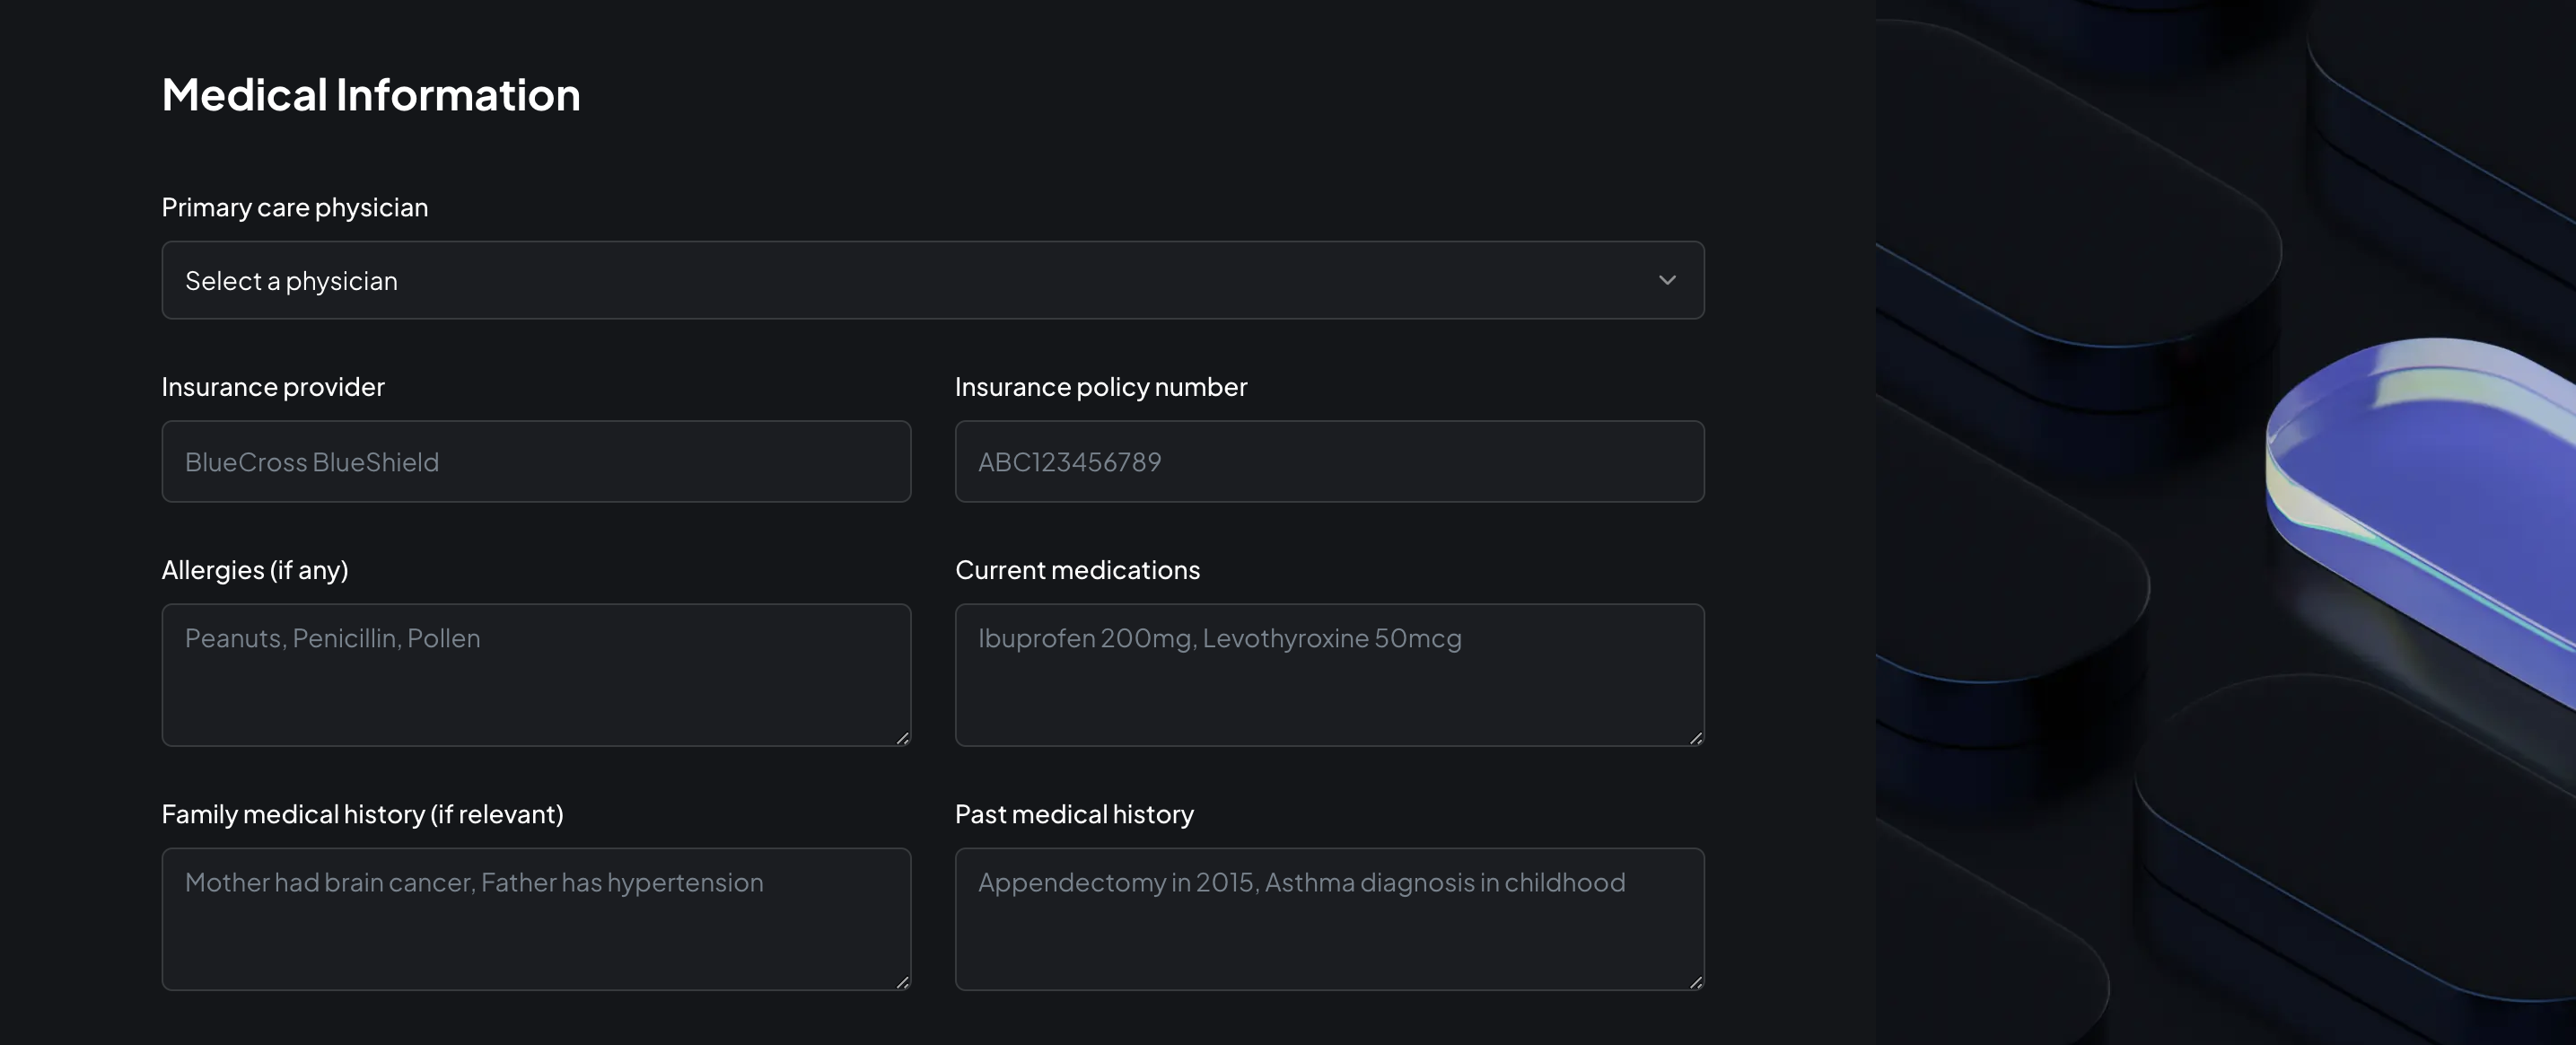 Medical Information
Primary care physician
Select a physician
Insurance provider
Insurance policy number
BlueCross BlueShield
ABC123456789
Allergies (if any)
Current medications
Peanuts, Penicillin, Pollen
Ibuprofen 200mg, Levothyroxine 50mcg
Family medical history (if relevant)
Past medical history
Mother had brain cancer, Father has hypertension
Appendectomy in 2015, Asthma diagnosis in childhood